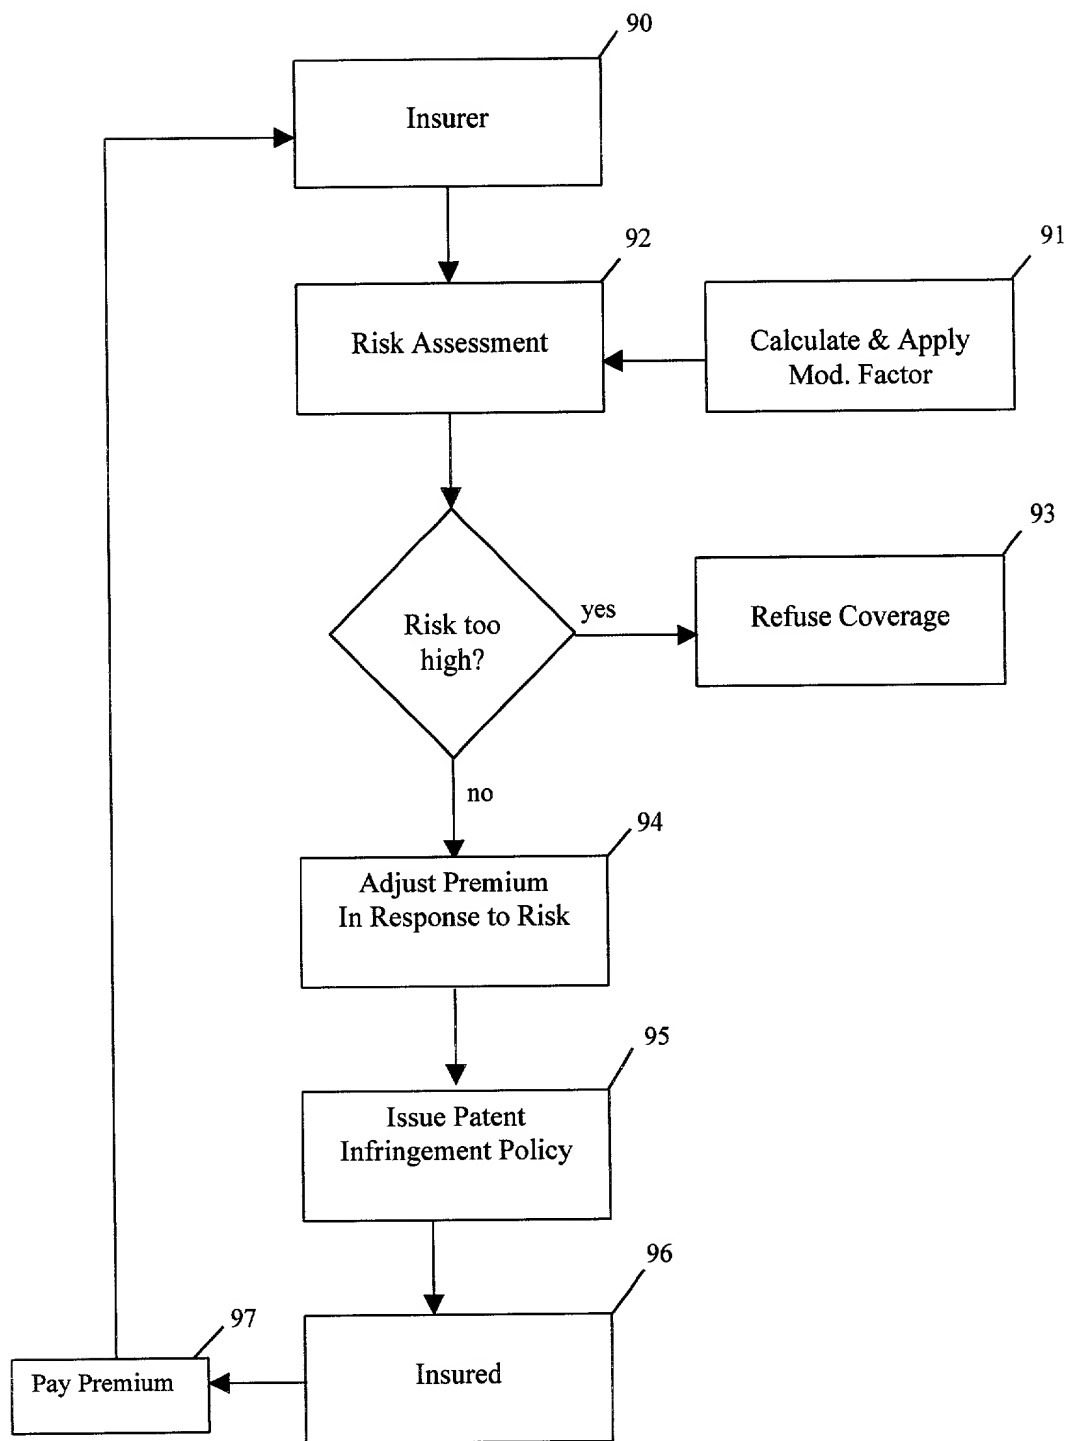 90
Insurer
92
91
Risk Assessment
Calculate & Apply
Mod. Factor
93
Risk too
high?
yes
Refuse Coverage
no
94
Adjust Premium
In Response to Risk
95
Issue Patent
Infringement Policy
96
97
Pay Premium
Insured